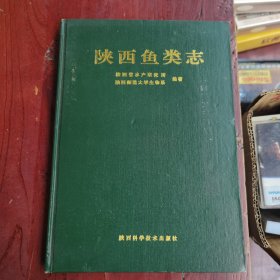 陕西鱼类志
陕西省水产研究所
陕西师范大学生物系
编著
陕西科学技术出版社